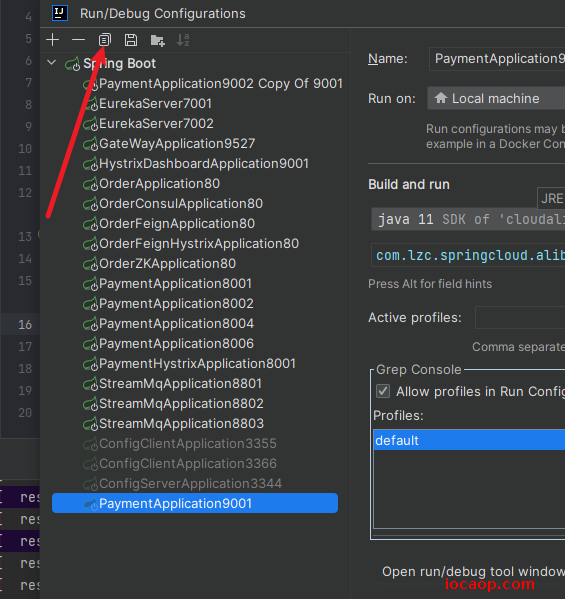 4
5
6
7
8
9
10
11
12
13
14
15
16
17
18
19
20
IJ Run/Debug Configurations
Spring Boot
PaymentApplication9002 Copy Of 9001
EurekaServer7001
EurekaServer7002
GateWayApplication9527
HystrixDashboardApplication9001
OrderApplication80
OrderConsulApplication80
OrderFeignApplication80
OrderFeignHystrixApplication80
OrderZKApplication80
PaymentApplication8001
PaymentApplication8002
PaymentApplication8004
PaymentApplication8006
PaymentHystrixApplication8001
StreamMqApplication8801
StreamMqApplication8802
StreamMqApplication8803
ConfigClientApplication3355
ConfigClientApplication3366
ConfigServerApplication3344
PaymentApplication9001
[ res
[ res
[ res
[ res
[ res
Name: PaymentApplication9
Run on: Local machine
Run configurations may b
example in a Docker Con
Build and run
JRE
java 11 SDK of 'cloudali
com.lzc.springcloud.alib
Press Alt for field hints
Active profiles:
Comma separate
Grep Console
Allow profiles in Run Config
Profiles:
default
Open run/debug tool window
iocaop.com